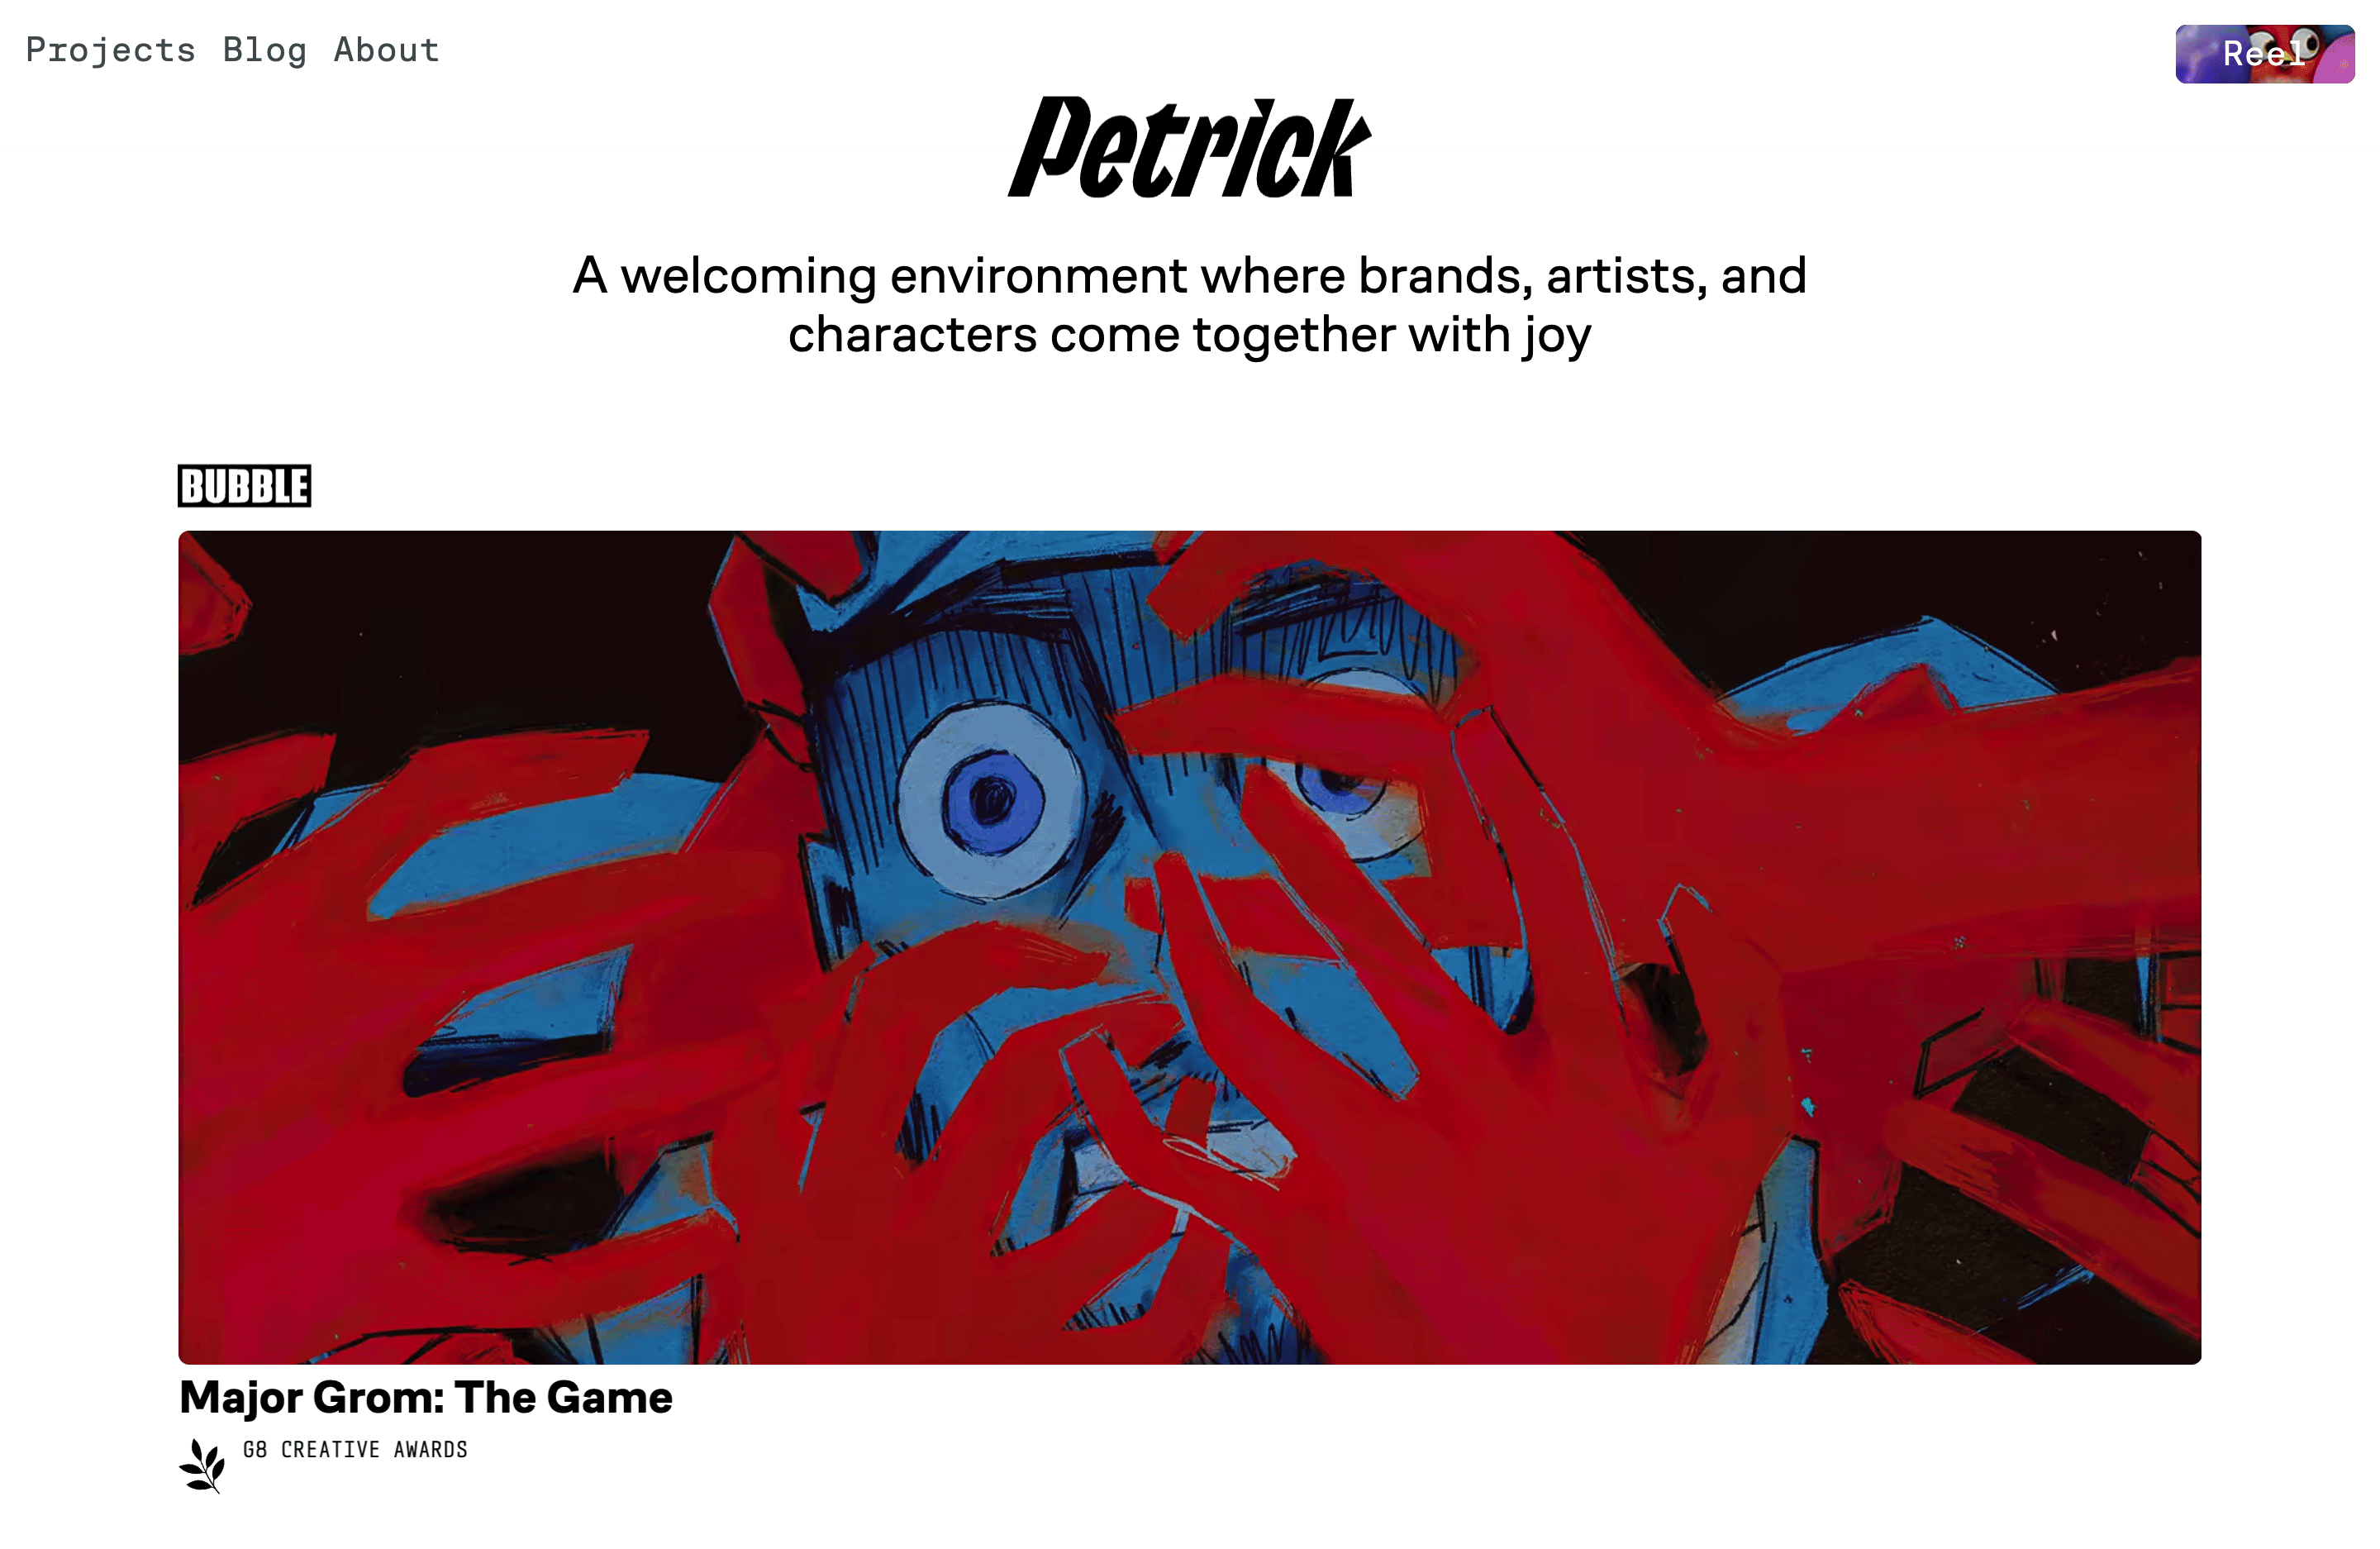 Projects Blog About
Reel
Petrick
A welcoming environment where brands, artists, and
characters come together with joy
BUBBLE
Major Grom: The Game
G8 CREATIVE AWARDS